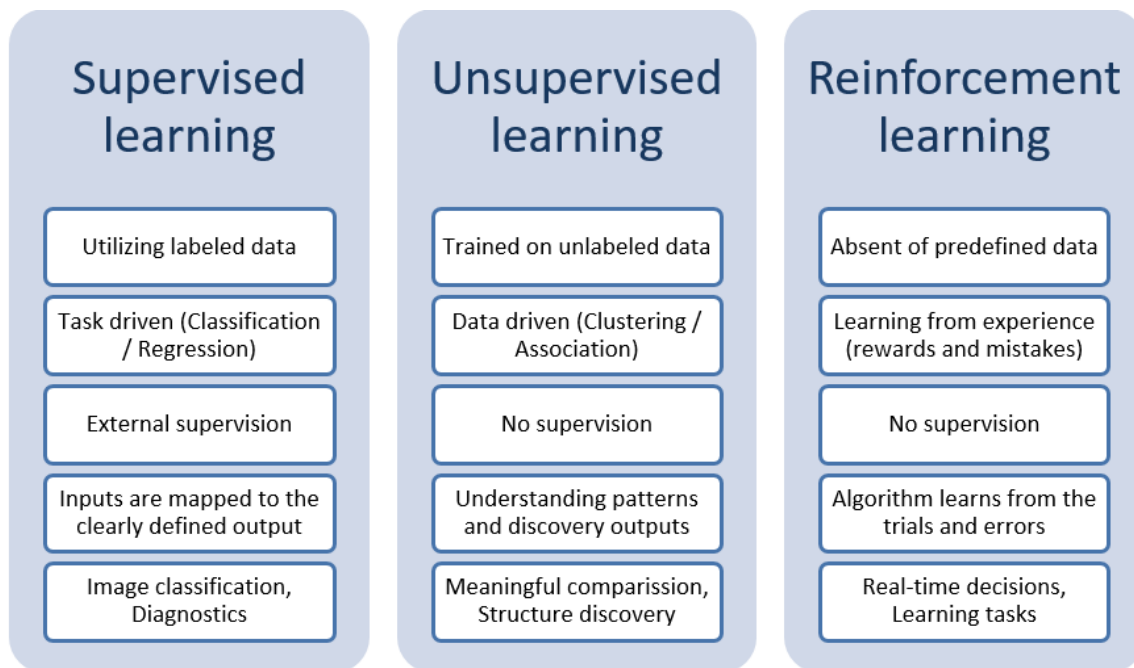 Supervised
learning
Utilizing labeled data
Task driven (Classification
/ Regression)
External supervision
Inputs are mapped to the
clearly defined output
Image classification,
Diagnostics
Unsupervised
learning
Trained on unlabeled data
Data driven (Clustering /
Association)
No supervision
Understanding patterns
and discovery outputs
Meaningful comparission,
Structure discovery
Reinforcement
learning
Absent of predefined data
Learning from experience
(rewards and mistakes)
No supervision
Algorithm learns from the
trials and errors
Real-time decisions,
Learning tasks